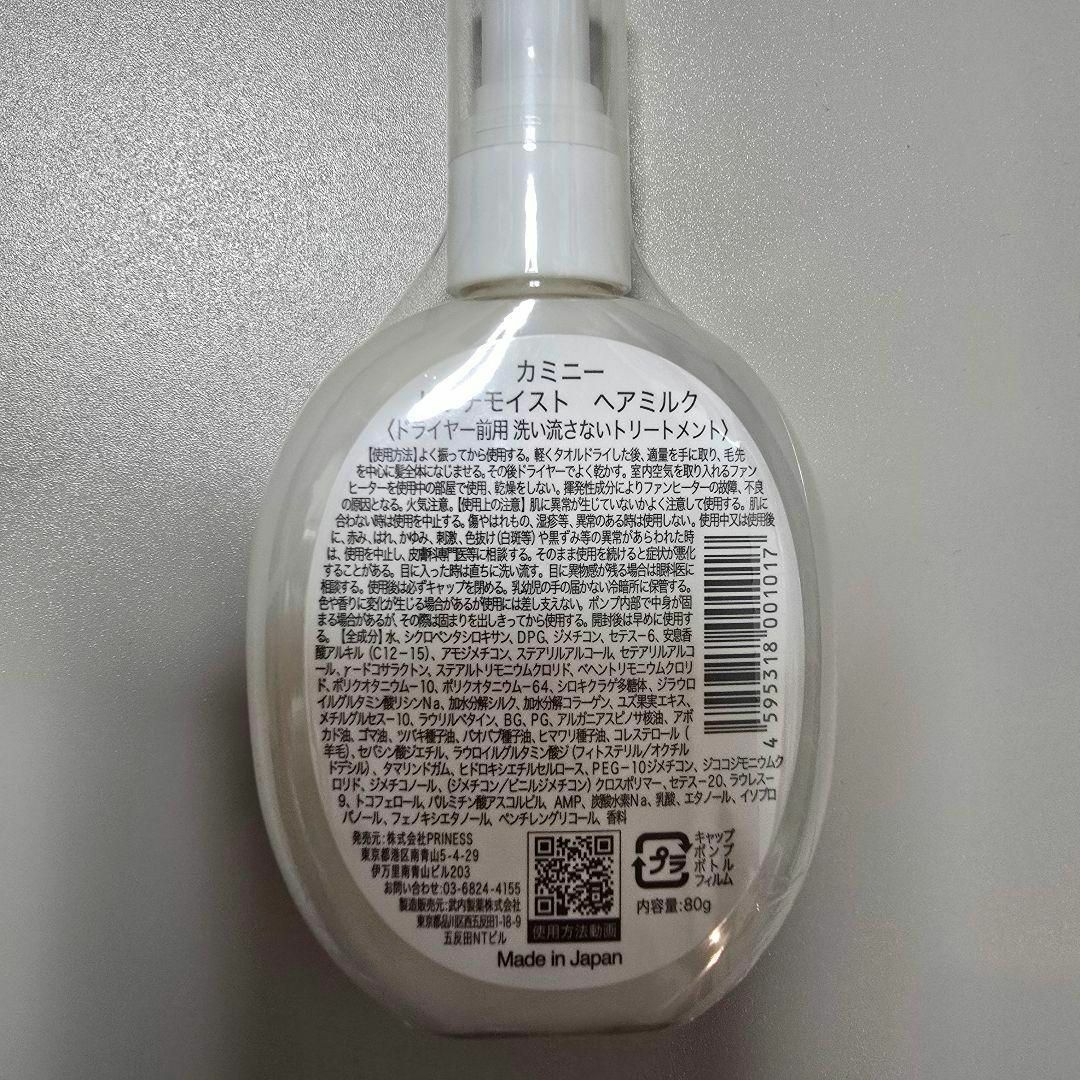 カミニー
モイスト ヘアミルク
〈ドライヤー前用 洗い流さないトリートメント〉
【使用方法】よく振ってから使用する。軽くタオルドライした後、適量を手に取り、毛先
を中心に髪全体になじませる。その後ドライヤーでよく乾かす。室内空気を取り入れるファン
ヒーターを使用中の部屋で使用、乾燥をしない。揮発性成分によりファンヒーターの故障、不良
の原因となる。火気注意。【使用上の注意】肌に異常が生じていないかよく注意して使用する。肌に
合わない時は使用を中止する。傷やはれもの、湿疹等、異常のある時は使用しない。使用中又は使用後
に、赤み、はれ、かゆみ、刺激、色抜け(白斑等)や黒ずみ等の異常があらわれた時
は、使用を中止し、皮膚科専門医等に相談する。そのまま使用を続けると症状が悪化
することがある。目に入った時は直ちに洗い流す。目に異物感が残る場合は眼科医に
相談する。使用後は必ずキャップを閉める。乳幼児の手の届かない冷暗所に保管する。
色や香りに変化が生じる場合があるが使用には差し支えない。ポンプ内部で中身が固
まる場合があるが、その際は固まりを出しきってから使用する。開封後は早めに使用す
る。【全成分】水、シクロペンタシロキサン、DPG、ジメチコン、セテス-6、安息香
酸アルキル(C12-15)、アモジメチコン、ステアリルアルコール、セテアリルアルコ
ール、γードコサラクトン、ステアルトリモニウムクロリド、ベヘントリモニウムクロリ
ド、ポリクオタニウム-10、ポリクオタニウム-64、シロキクラゲ多糖体、ジラウロ
イルグルタミン酸リシンNa、加水分解シルク、加水分解コラーゲン、ユズ果実エキス、
メチルグルセス-10、ラウリルベタイン、BG、PG、アルガニアスピノサ核油、アボ
カド油、ゴマ油、ツバキ種子油、バオバブ種子油、ヒマワリ種子油、コレステロール(
羊毛)、セバシン酸ジエチル、ラウロイルグルタミン酸ジ(フィトステリル/オクチル
ドデシル)、タマリンドガム、ヒドロキシエチルセルロース、PEG-10ジメチコン、ジココジモニウムク
ロリド、ジメチコノール、(ジメチコン/ビニルジメチコン)クロスポリマー、セテス-20、ラウレス-
9、トコフェロール、パルミチン酸アスコルビル、AMP、炭酸水素Na、乳酸、エタノール、イソプロ
パノール、フェノキシエタノール、ペンチレングリコール、香料
4 595318 001017
発売元:株式会社PRINESS
東京都港区南青山5-4-29
伊万里南青山ビル203
お問い合わせ:03-6824-4155
製造販売元:武内製薬株式会社
東京都品川区西五反田1-18-9
五反田NTビル
使用方法動画
プラ
キャップ
ポンプ
ボトル
フィルム
内容量:80g
Made in Japan